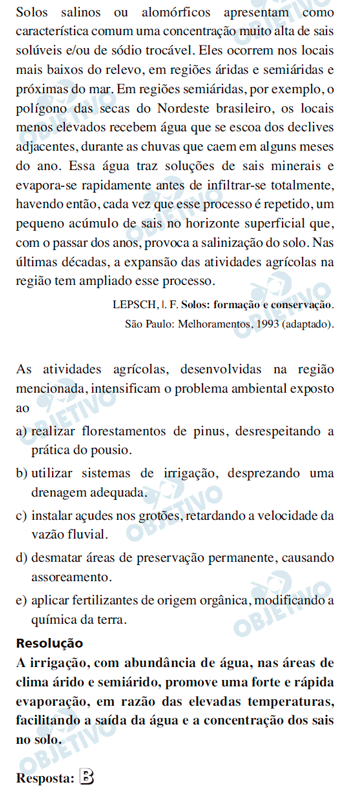 Solos salinos ou alomórficos apresentam como
característica comum uma concentração muito alta de sais
solúveis e/ou de sódio trocável. Eles ocorrem nos locais
mais baixos do relevo, em regiões áridas e semiáridas e
próximas do mar. Em regiões semiáridas, por exemplo, o
polígono das secas do Nordeste brasileiro, os locais
menos elevados recebem água que se escoa dos declives
adjacentes, durante as chuvas que caem em alguns meses
do ano. Essa água traz soluções de sais minerais e
evapora-se rapidamente antes de infiltrar-se totalmente,
havendo então, cada vez que esse processo é repetido, um
pequeno acúmulo de sais no horizonte superficial que,
com o passar dos anos, provoca a salinização do solo. Nas
últimas décadas, a expansão das atividades agrícolas na
região tem ampliado esse processo.
LEPSCH, I. F. Solos: formação e conservação.
São Paulo: Melhoramentos, 1993 (adaptado).
As atividades agrícolas, desenvolvidas na região
mencionada, intensificam o problema ambiental exposto
ao
a) realizar florestamentos de pinus, desrespeitando a
prática do pousio.
b) utilizar sistemas de irrigação, desprezando uma
drenagem adequada.
c) instalar açudes nos grotões, retardando a velocidade da
vazão fluvial.
d) desmatar áreas de preservação permanente, causando
assoreamento.
e) aplicar fertilizantes de origem orgânica, modificando a
química da terra.
Resolução
A irrigação, com abundância de água, nas áreas de
clima árido e semiárido, promove uma forte e rápida
evaporação, em razão das elevadas temperaturas,
facilitando a saída da água e a concentração dos sais
no solo.
Resposta: B
OBJETIVO
OBJETIVO
OBJETIVO
OBJETIVO
OBJETIVO
OBJETIVO
OBJETIVO